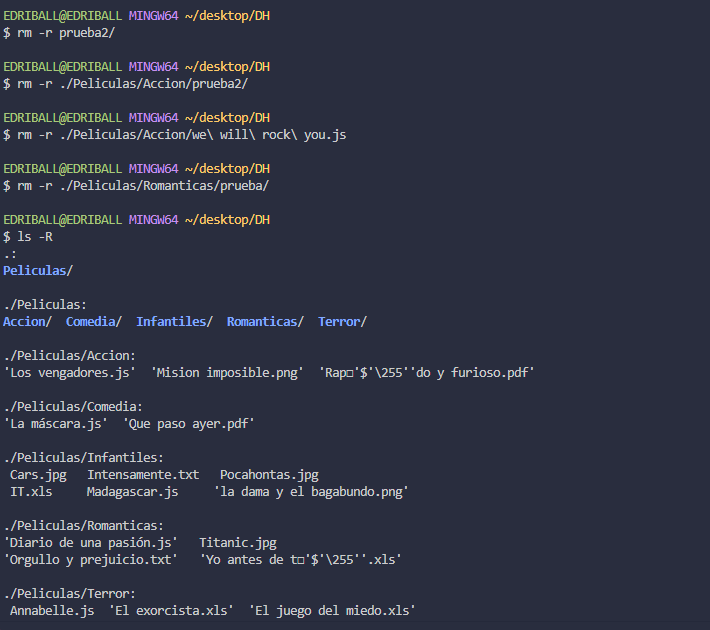 EDRIBALL@EDRIBALL MINGW64 ~/desktop/DH
$ rm -r prueba2/
EDRIBALL@EDRIBALL MINGW64 ~/desktop/DH
$ rm -r ./Peliculas/Accion/prueba2/
EDRIBALL@EDRIBALL MINGW64 ~/desktop/DH
$ rm -r ./Peliculas/Accion/we\ will\ rock\ you.js
EDRIBALL@EDRIBALL MINGW64 ~/desktop/DH
$ rm -r ./Peliculas/Romanticas/prueba/
EDRIBALL@EDRIBALL MINGW64 ~/desktop/DH
$ ls -R
.:
Peliculas/
./Peliculas:
Accion/  Comedia/  Infantiles/  Romanticas/  Terror/
./Peliculas/Accion:
'Los vengadores.js'  'Mision imposible.png'  'Rap□'$'\255''do y furioso.pdf'
./Peliculas/Comedia:
'La máscara.js'  'Que paso ayer.pdf'
./Peliculas/Infantiles:
Cars.jpg   Intensamente.txt   Pocahontas.jpg
IT.xls     Madagascar.js     'la dama y el bagabundo.png'
./Peliculas/Romanticas:
'Diario de una pasión.js'   Titanic.jpg
'Orgullo y prejuicio.txt'   'Yo antes de t□'$'\255''.xls'
./Peliculas/Terror:
Annabelle.js  'El exorcista.xls'  'El juego del miedo.xls'